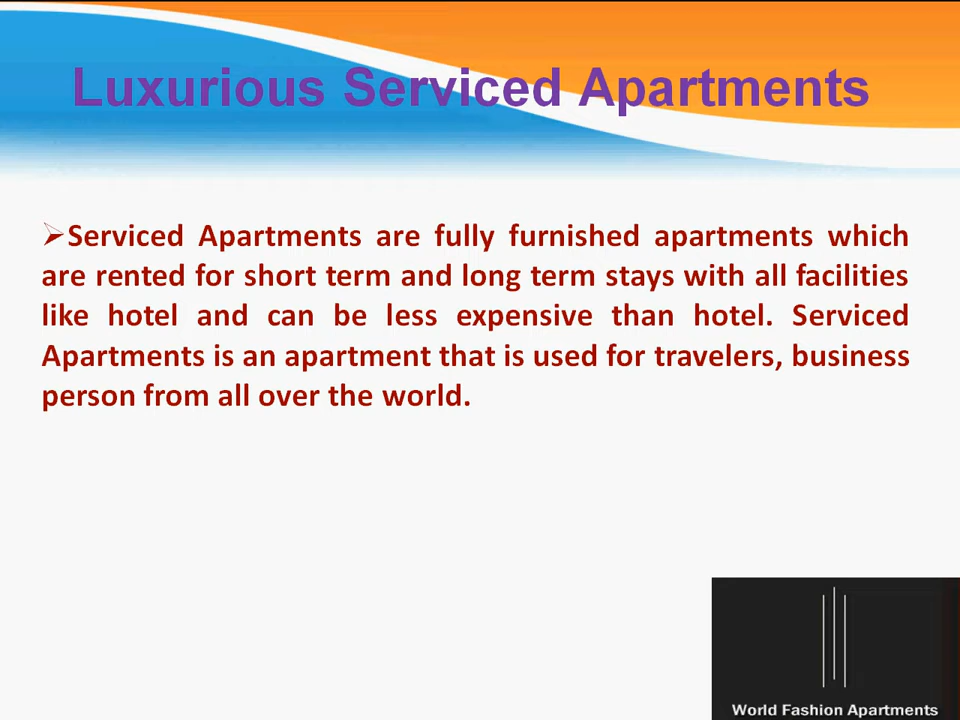 Luxurious Serviced Apartments
➢Serviced Apartments are fully furnished apartments which
are rented for short term and long term stays with all facilities
like hotel and can be less expensive than hotel. Serviced
Apartments is an apartment that is used for travelers, business
person from all over the world.
World Fashion Apartments